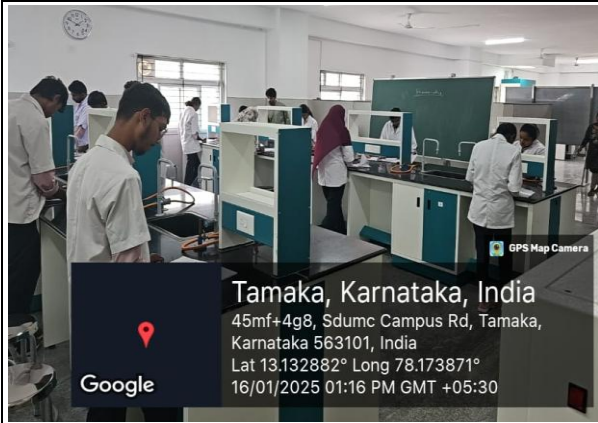 GPS Map Camera
Tamaka, Karnataka, India
45mf+4g8, Sdumc Campus Rd, Tamaka,
Karnataka 563101, India
Lat 13.132882° Long 78.173871°
16/01/2025 01:16 PM GMT +05:30
Google